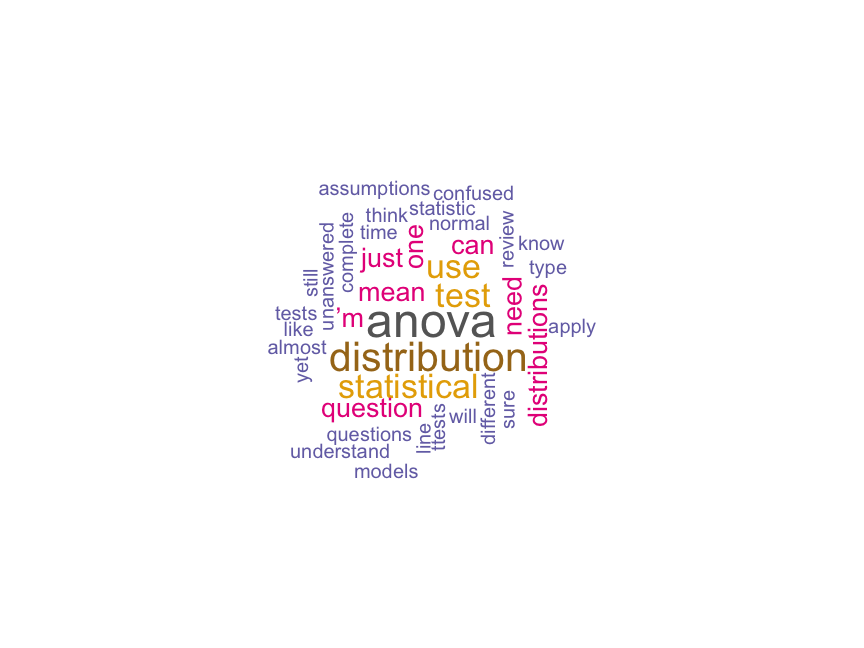 assumptions
confused
statistic
think
normal
time
one
can
review
know
complete
unanswered
just
use
type
still
mean
test
need
distributions
tests
’m
anova
apply
like
almost
distribution
yet
statistical
different
sure
question
ttests
will
line
questions
understand
models